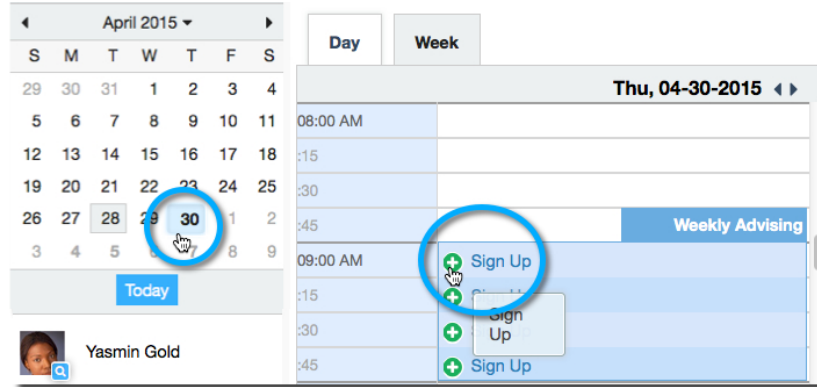 April 2015
S M T W T F S
29 30 31 1 2 3 4
5 6 7 8 9 10 11
12 13 14 15 16 17 18
19 20 21 22 23 24 25
26 27 28 29 30 1 2
3 4 5 6 7 8 9
Today
Yasmin Gold
Day Week
Thu, 04-30-2015
08:00 AM
:15
:30
:45 Weekly Advising
09:00 AM Sign Up
:15 Sign Up
Sign
Up
:30
:45 Sign Up